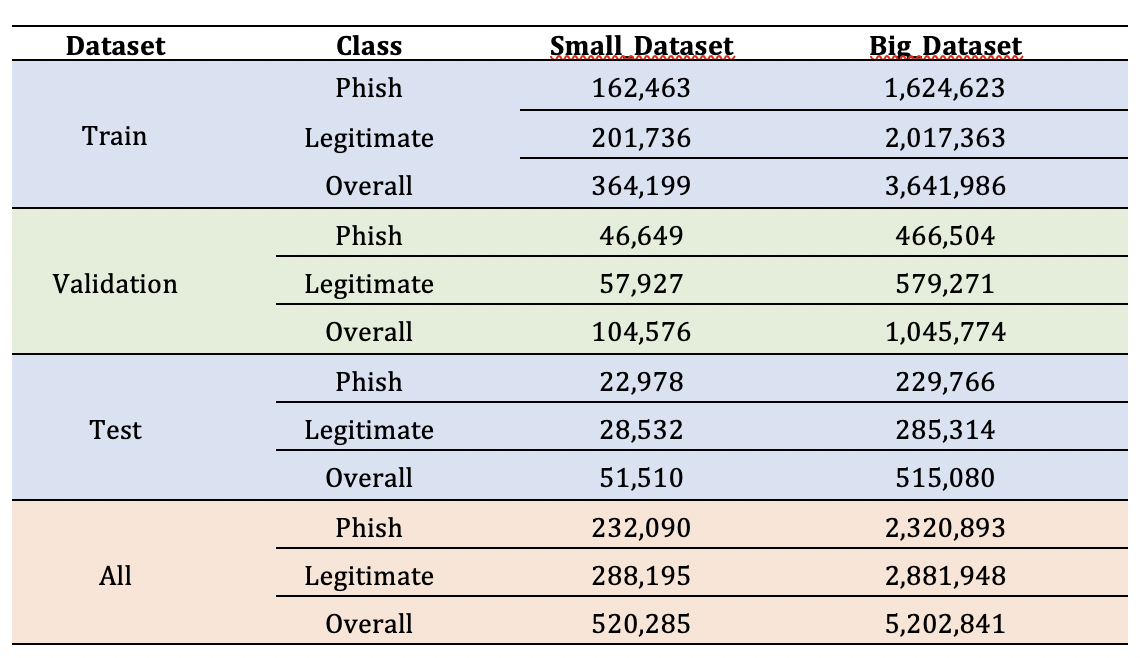 Dataset Class Small_Dataset Big_Dataset
Phish 162,463 1,624,623
Train Legitimate 201,736 2,017,363
Overall 364,199 3,641,986
Phish 46,649 466,504
Validation Legitimate 57,927 579,271
Overall 104,576 1,045,774
Phish 22,978 229,766
Test Legitimate 28,532 285,314
Overall 51,510 515,080
Phish 232,090 2,320,893
All Legitimate 288,195 2,881,948
Overall 520,285 5,202,841